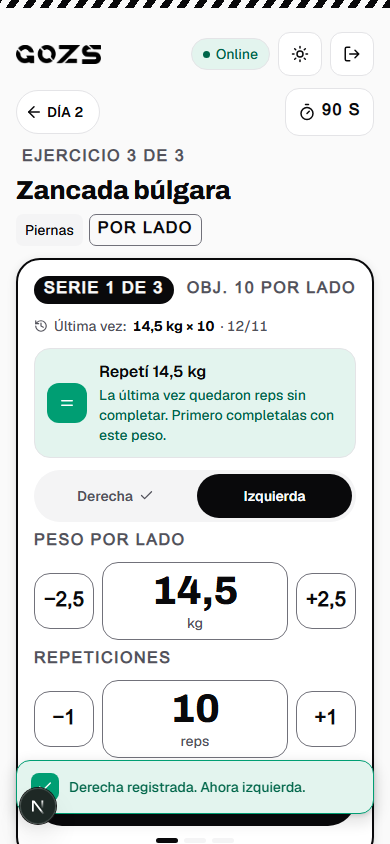 GOZS
Online
DÍA 2
90 S
EJERCICIO 3 DE 3
Zancada búlgara
Piernas
POR LADO
SERIE 1 DE 3
OBJ. 10 POR LADO
Última vez: 14,5 kg × 10 · 12/11
Repetí 14,5 kg
La última vez quedaron reps sin
completar. Primero completalas con
este peso.
Derecha
Izquierda
PESO POR LADO
−2,5
14,5
kg
+2,5
REPETICIONES
−1
10
reps
+1
Derecha registrada. Ahora izquierda.
N